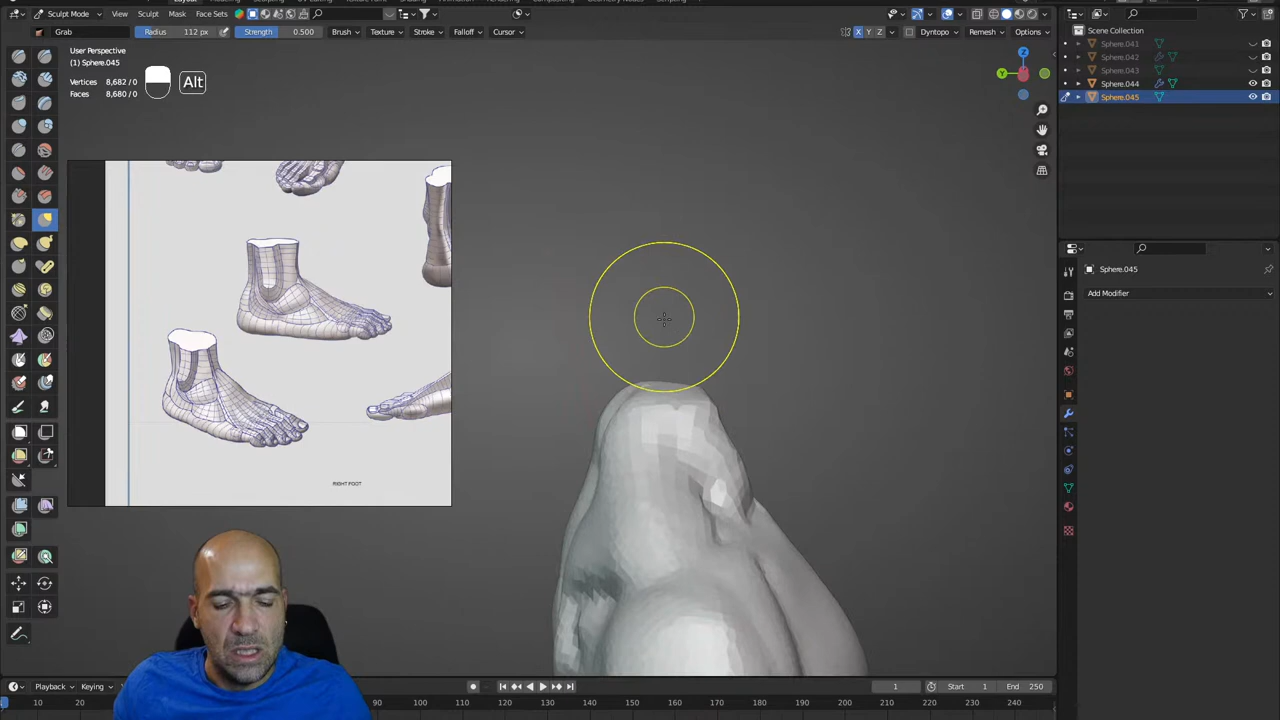 Sculpt Mode View Sculpt Mask Face Sets
Grab Radius 112 px Strength 0.500 Brush Texture Stroke Falloff Cursor X Y Z Dyntopo Remesh Options
User Perspective
(1) Sphere.045
Vertices 8,682 / 0
Faces 8,680 / 0
Alt
Z
Y
RIGHT FOOT
Scene Collection
Sphere.041
Sphere.042
Sphere.043
Sphere.044
Sphere.045
Sphere.045
Add Modifier
Playback Keying
1 Start 1 End 250
10 20 100 110 120 130 140 150 160 170 180 190 200 210 220 230 240